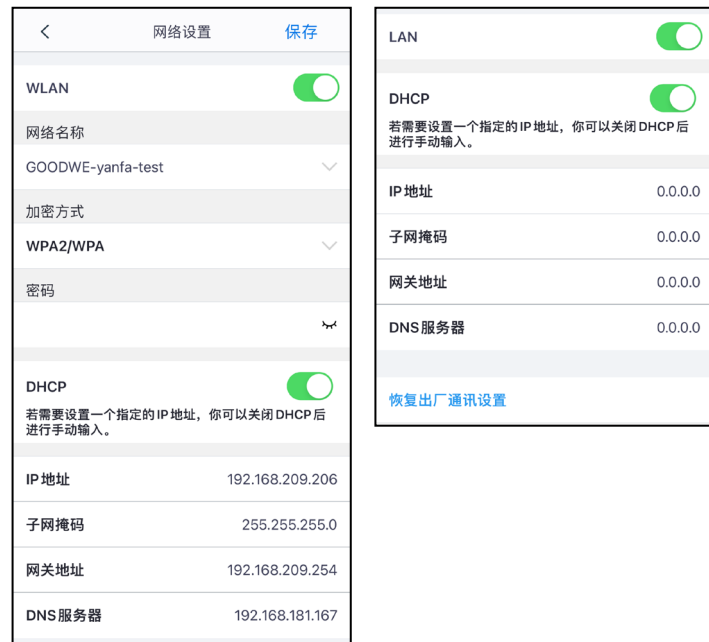 网络设置
保存
WLAN
网络名称
GOODWE-yanfa-test
加密方式
WPA2/WPA
密码
DHCP
若需要设置一个指定的IP地址，你可以关闭DHCP后
进行手动输入。
IP地址 192.168.209.206
子网掩码 255.255.255.0
网关地址 192.168.209.254
DNS服务器 192.168.181.167
LAN
DHCP
若需要设置一个指定的IP地址，你可以关闭DHCP后
进行手动输入。
IP地址 0.0.0.0
子网掩码 0.0.0.0
网关地址 0.0.0.0
DNS服务器 0.0.0.0
恢复出厂通讯设置